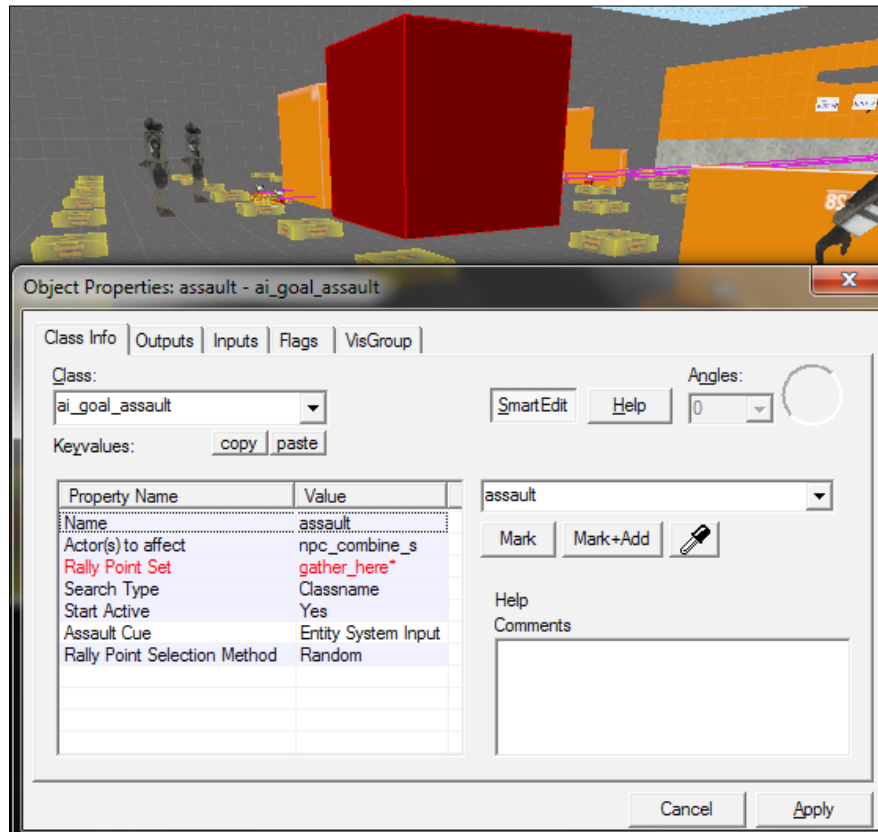 Object Properties: assault - ai_goal_assault
X
Class Info Outputs Inputs Flags VisGroup
Class: Angles:
ai_goal_assault SmartEdit Help 0
Keyvalues: copy paste
Property Name Value assault
Name assault
Actor(s) to affect npc_combine_s Mark Mark+Add
Rally Point Set gather_here*
Search Type Classname Help
Start Active Yes
Assault Cue Entity System Input Comments
Rally Point Selection Method Random
Cancel Apply